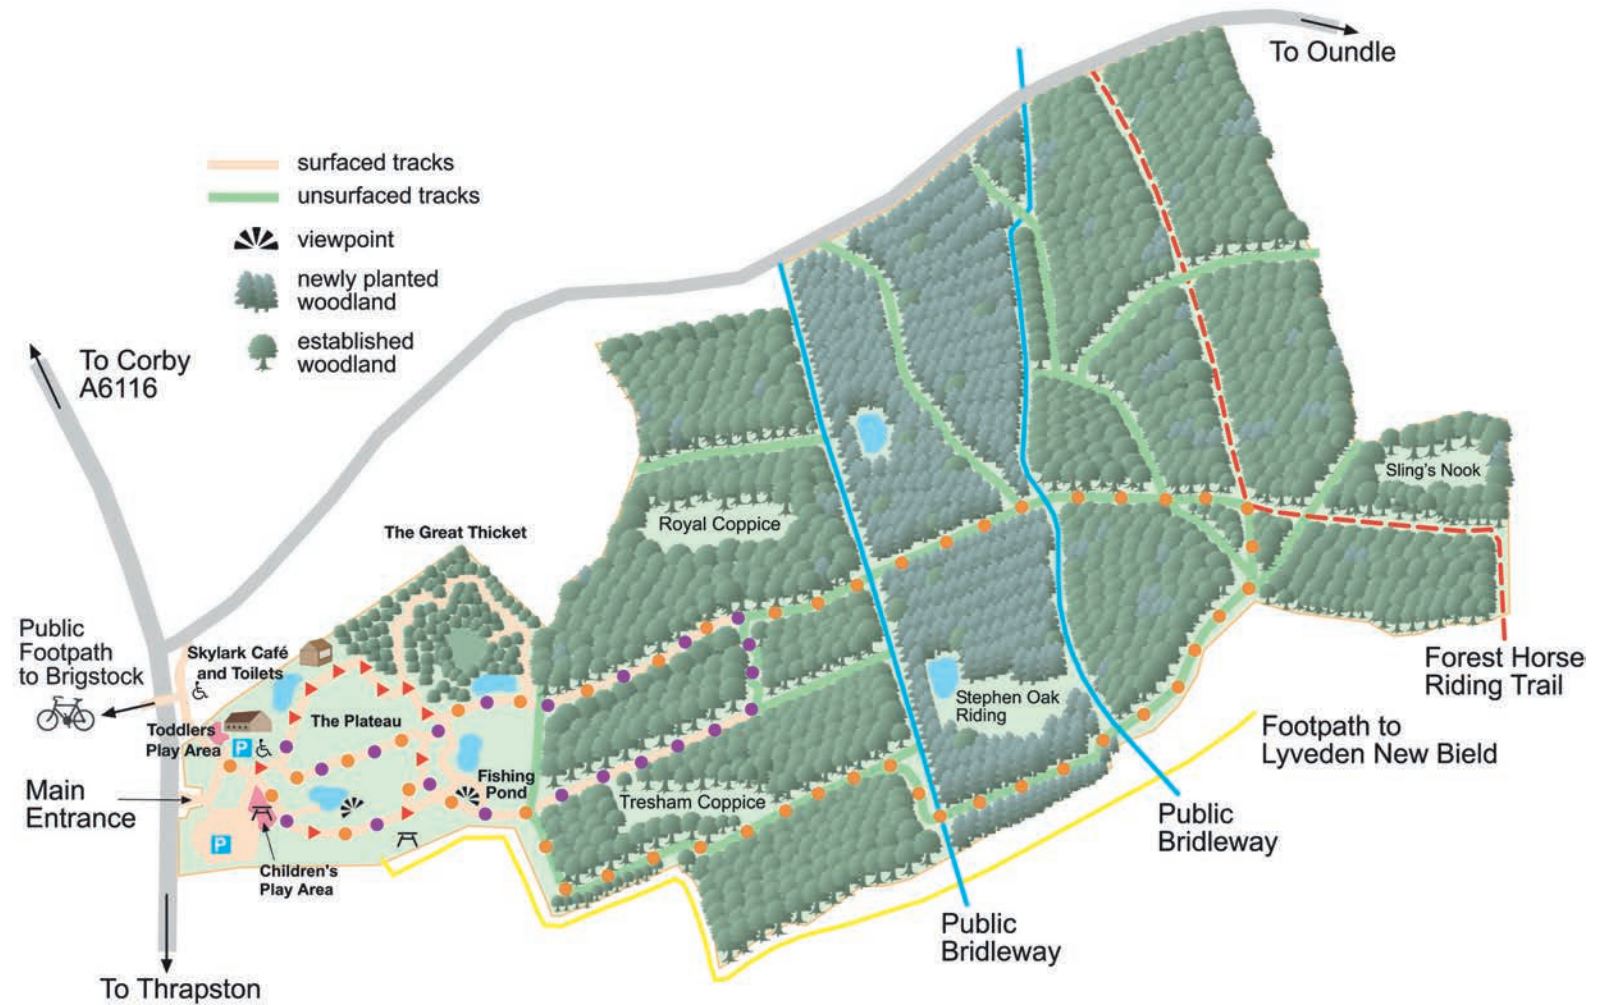 To Oundle
surfaced tracks
unsurfaced tracks
viewpoint
newly planted
woodland
established
woodland
To Corby
A6116
Sling's Nook
Royal Coppice
The Great Thicket
Public
Footpath
to Brigstock
Skylark Café
and Toilets
The Plateau
Toddlers
Play Area
P
Stephen Oak
Riding
Forest Horse
Riding Trail
Footpath to
Lyveden New Bield
Main
Entrance
Fishing
Pond
Tresham Coppice
P
Children's
Play Area
Public
Bridleway
Public
Bridleway
To Thrapston